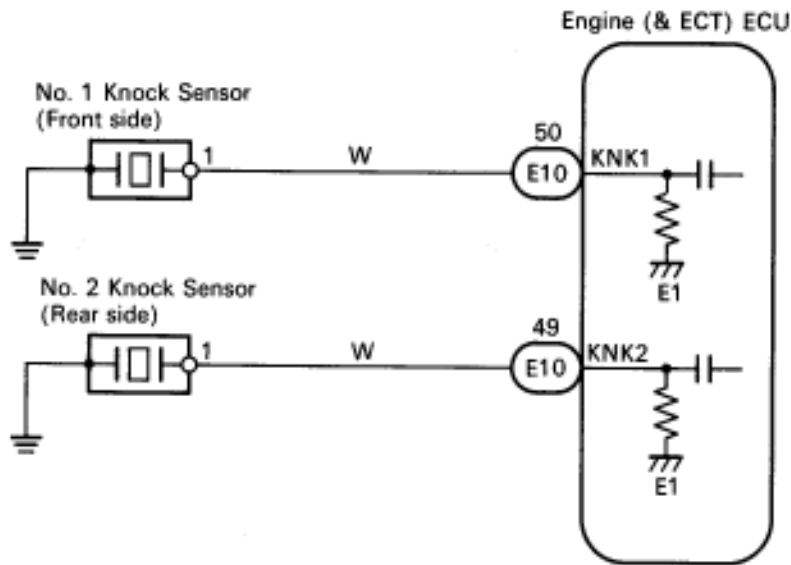 Engine (& ECT) ECU
No. 1 Knock Sensor
(Front side)
1
W
50
E10
KNK1
E1
No. 2 Knock Sensor
(Rear side)
1
W
49
E10
KNK2
E1